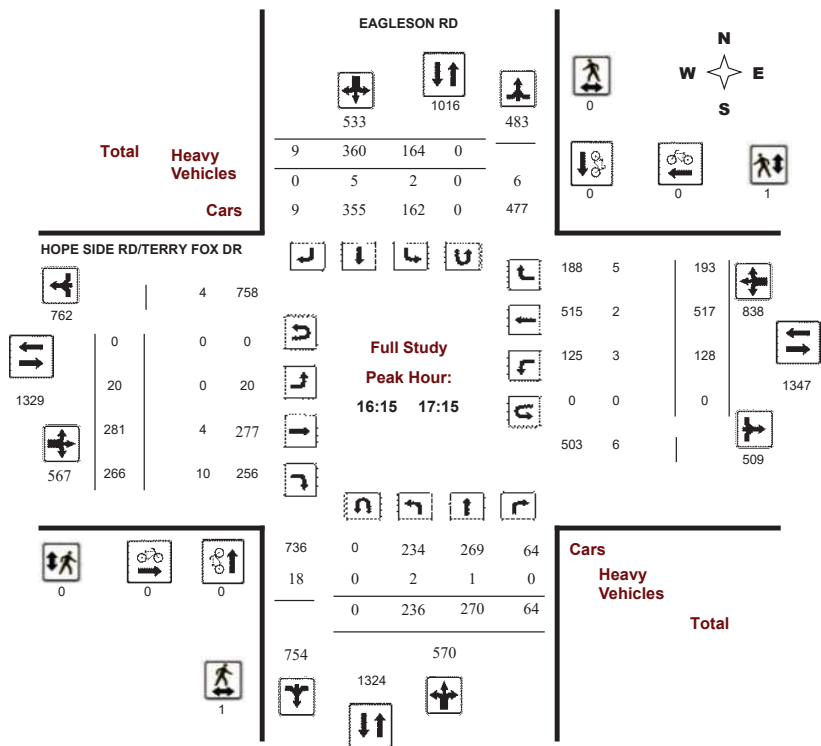 EAGLESON RD
N
W E
S
1016
0
533 483
Total Heavy Vehicles
9 360 164 0
0 5 2 0 6
Cars 9 355 162 0 477
0 0 1
HOPE SIDE RD/TERRY FOX DR
762 4 758
188 5 193
838
515 2 517
0 0 0
Full Study
Peak Hour:
16:15 17:15
1329
20 0 20
125 3 128
1347
281 4 277
0 0 0
567
266 10 256
503 6
509
736 0 234 269 64
Cars
18 2 1 0
0
Heavy Vehicles
0 236 270 64
Total
0 0 0
754 570
1324
1